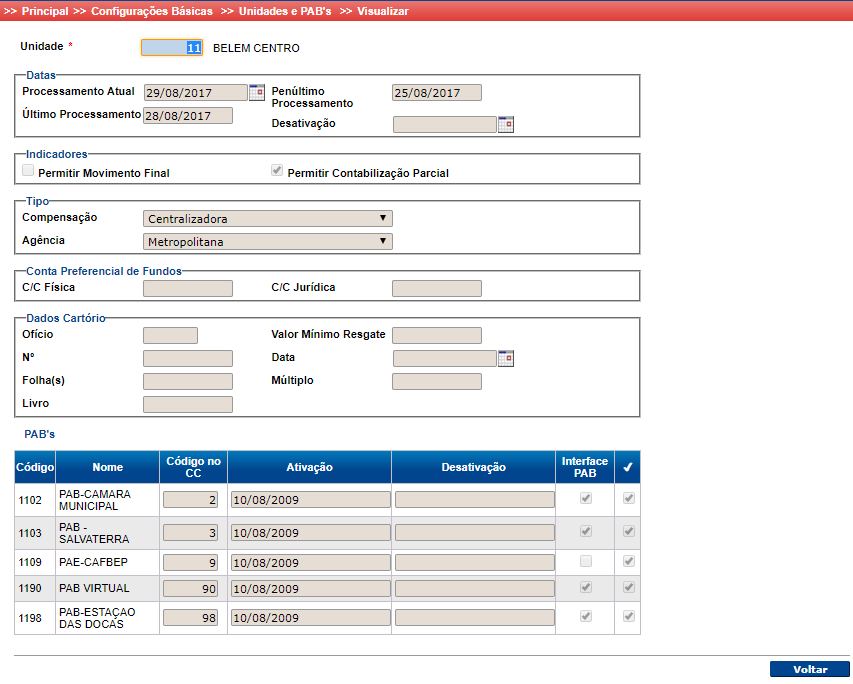 >> Principal >> Configurações Básicas >> Unidades e PAB's >> Visualizar
Unidade * 11 BELEM CENTRO
Datas
Processamento Atual 29/08/2017 Penúltimo Processamento 25/08/2017
Último Processamento 28/08/2017
Desativação
Indicadores
Permitir Movimento Final Permitir Contabilização Parcial
Tipo
Compensação Centralizadora
Agência Metropolitana
Conta Preferencial de Fundos
C/C Física C/C Jurídica
Dados Cartório
Ofício Valor Mínimo Resgate
Nº Data
Folha(s) Múltiplo
Livro
PAB's
Código Nome Código no CC Ativação Desativação Interface PAB
1102 PAB-CAMARA MUNICIPAL 2 10/08/2009
1103 PAB - SALVATERRA 3 10/08/2009
1109 PAE-CAFBEP 9 10/08/2009
1190 PAB VIRTUAL 90 10/08/2009
1198 PAB-ESTAÇAO DAS DOCAS 98 10/08/2009
Voltar